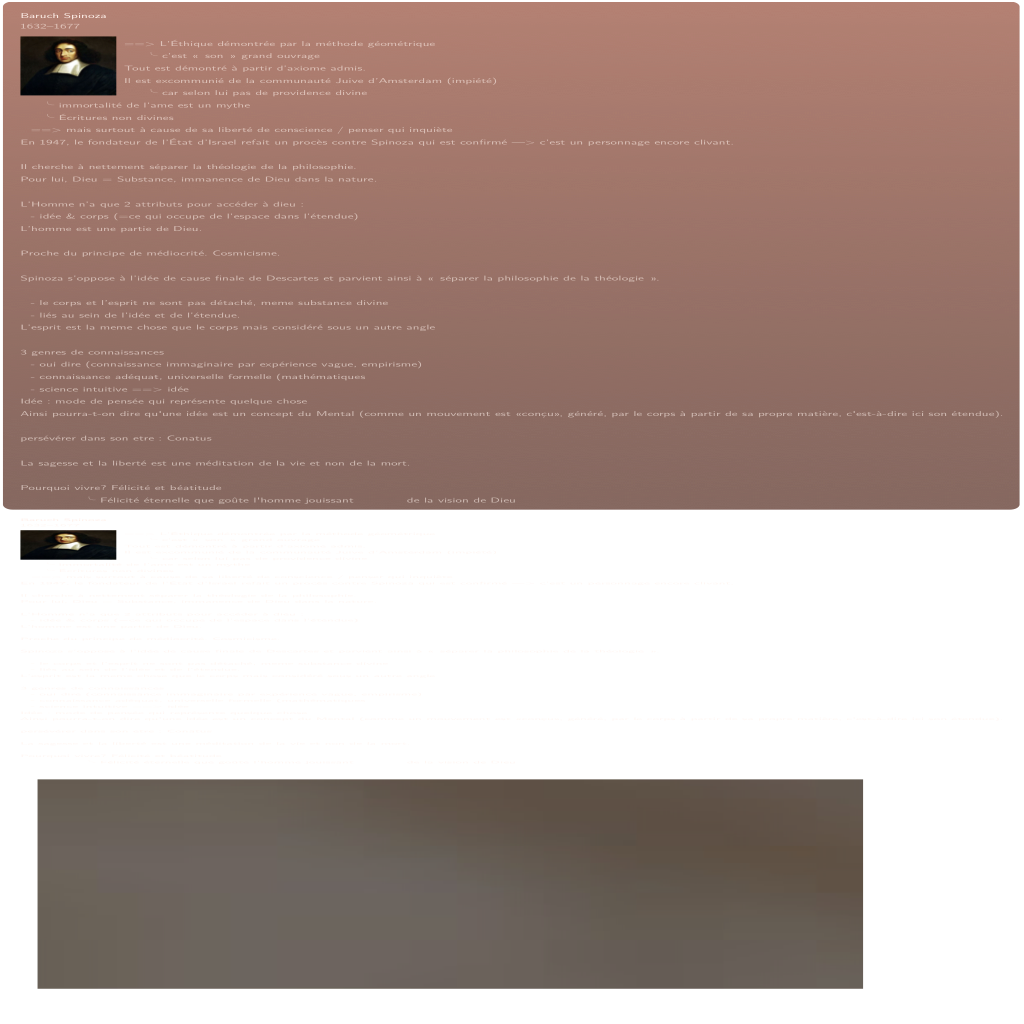 Baruch Spinoza
1632–1677
==> L'Éthique démontrée par la méthode géométrique
╰ c'est « son » grand ouvrage
Tout est démontré à partir d'axiome admis.
Il est excommunié de la communauté Juive d'Amsterdam (impiété)
╰ car selon lui pas de providence divine
╰ immortalité de l'ame est un mythe
╰ Écritures non divines
==> mais surtout à cause de sa liberté de conscience / penser qui inquiète
En 1947, le fondateur de l'État d'Israel refait un procès contre Spinoza qui est confirmé —> c'est un personnage encore clivant.
Il cherche à nettement séparer la théologie de la philosophie.
Pour lui, Dieu = Substance, immanence de Dieu dans la nature.
L'Homme n'a que 2 attributs pour accéder à dieu :
- idée & corps (=ce qui occupe de l'espace dans l'étendue)
L'homme est une partie de Dieu.
Proche du principe de médiocrité. Cosmicisme.
Spinoza s'oppose à l'idée de cause finale de Descartes et parvient ainsi à « séparer la philosophie de la théologie ».
- le corps et l'esprit ne sont pas détaché, meme substance divine
- liés au sein de l'idée et de l'étendue.
L'esprit est la meme chose que le corps mais considéré sous un autre angle
3 genres de connaissances
- oui dire (connaissance immaginaire par expérience vague, empirisme)
- connaissance adéquat, universelle formelle (mathématiques
- science intuitive ==> idée
Idée : mode de pensée qui représente quelque chose
Ainsi pourra-t-on dire qu'une idée est un concept du Mental (comme un mouvement est «conçu», généré, par le corps à partir de sa propre matière, c'est-à-dire ici son étendue).
persévérer dans son etre : Conatus
La sagesse et la liberté est une méditation de la vie et non de la mort.
Pourquoi vivre? Félicité et béatitude
╰ Félicité éternelle que goûte l'homme jouissant de la vision de Dieu